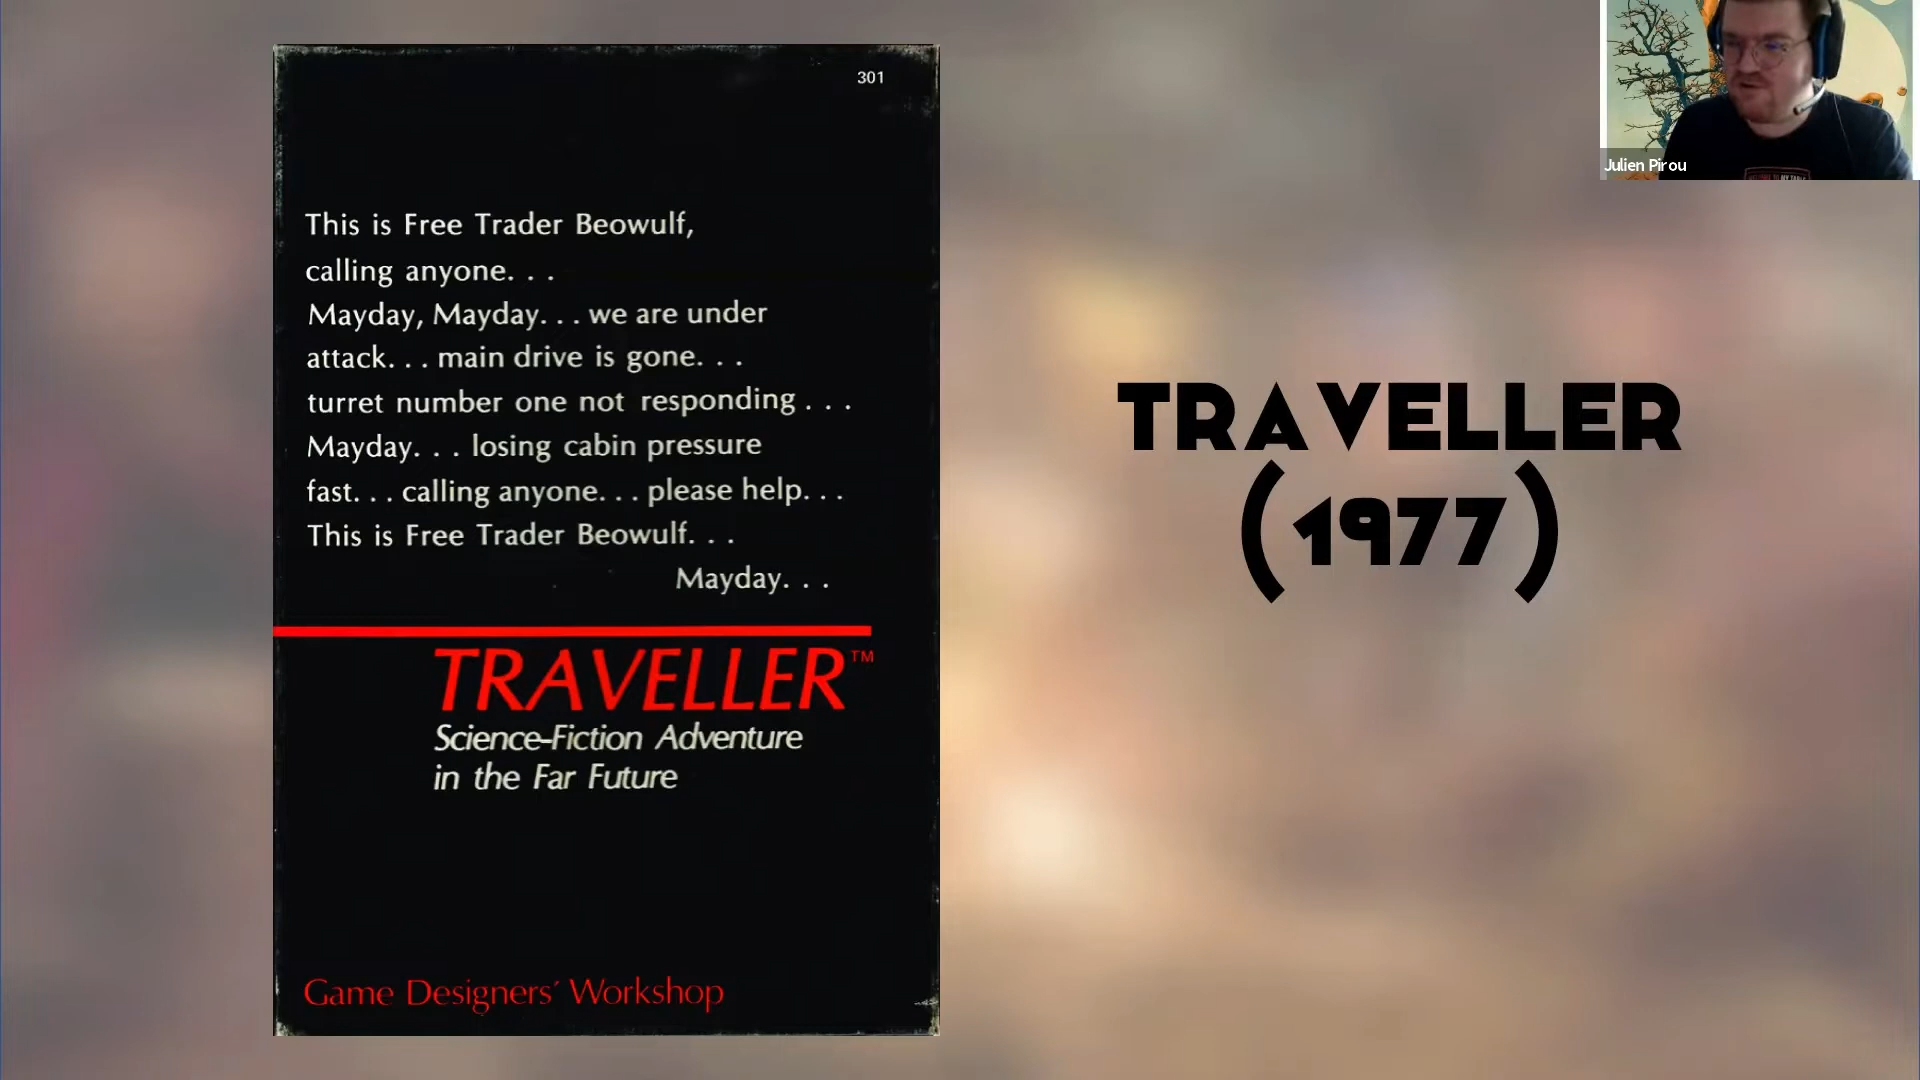 301
This is Free Trader Beowulf,
calling anyone. . .
Mayday, Mayday. . . we are under
attack. . . main drive is gone. . .
turret number one not responding . . .
Mayday. . . losing cabin pressure
fast. . . calling anyone. . . please help. . .
This is Free Trader Beowulf. . .
Mayday. . .
TRAVELLER™
Science-Fiction Adventure
in the Far Future
Game Designers' Workshop
TRAVELLER
(1977)
Julien Pirou